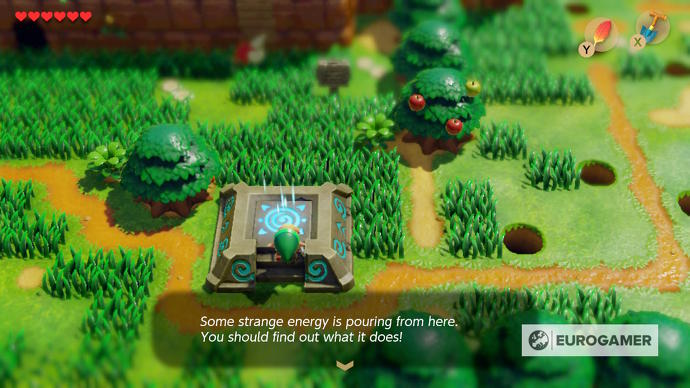 Y
X
Some strange energy is pouring from here.
You should find out what it does!
EUROGAMER